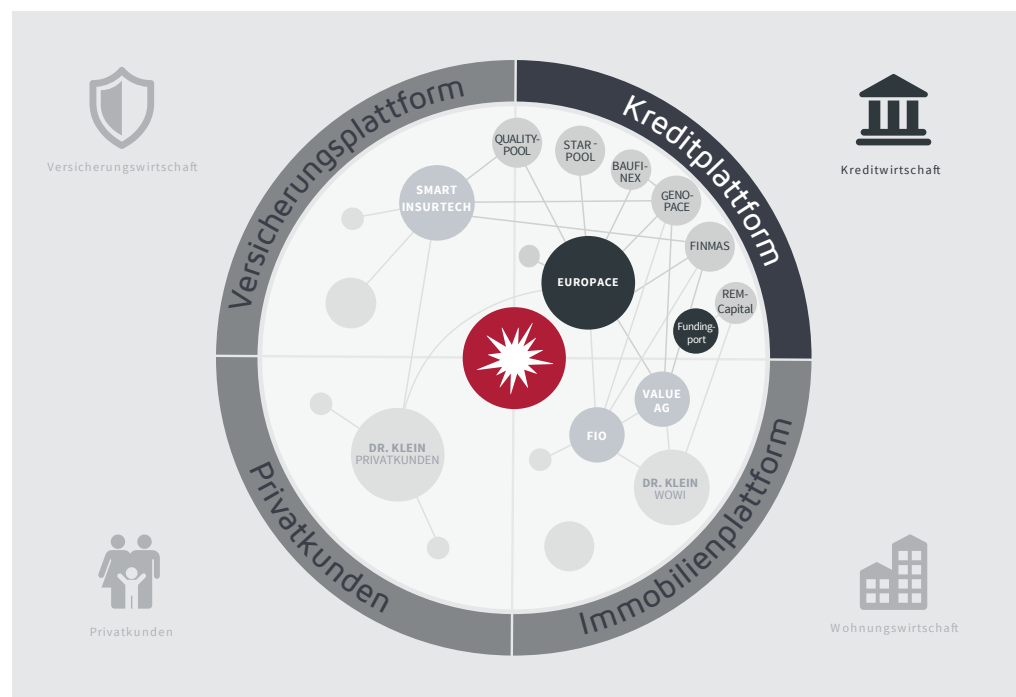 Versicherungsplattform
Kreditplattform
Versicherungswirtschaft
Kreditwirtschaft
QUALITY-
POOL
STAR-
POOL
BAUFI-
NEX
GENO-
PACE
SMART
INSURTECH
FINMAS
EUROPACE
REM-
Capital
Funding-
port
VALUE
AG
FIO
DR. KLEIN
PRIVATKUNDEN
DR. KLEIN
WOWI
Privatkunden
Immobilienplattform
Privatkunden
Wohnungswirtschaft